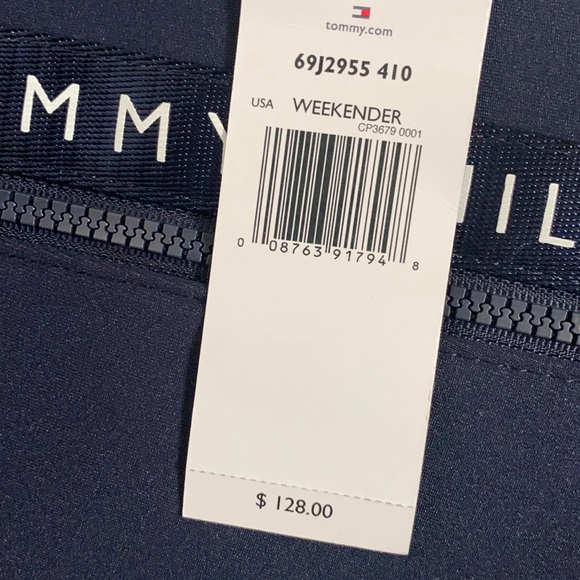 tommy.com
69J2955 410
USA WEEKENDER
CP3679 0001
MMY
IL
0 08763 91794 8
$ 128.00